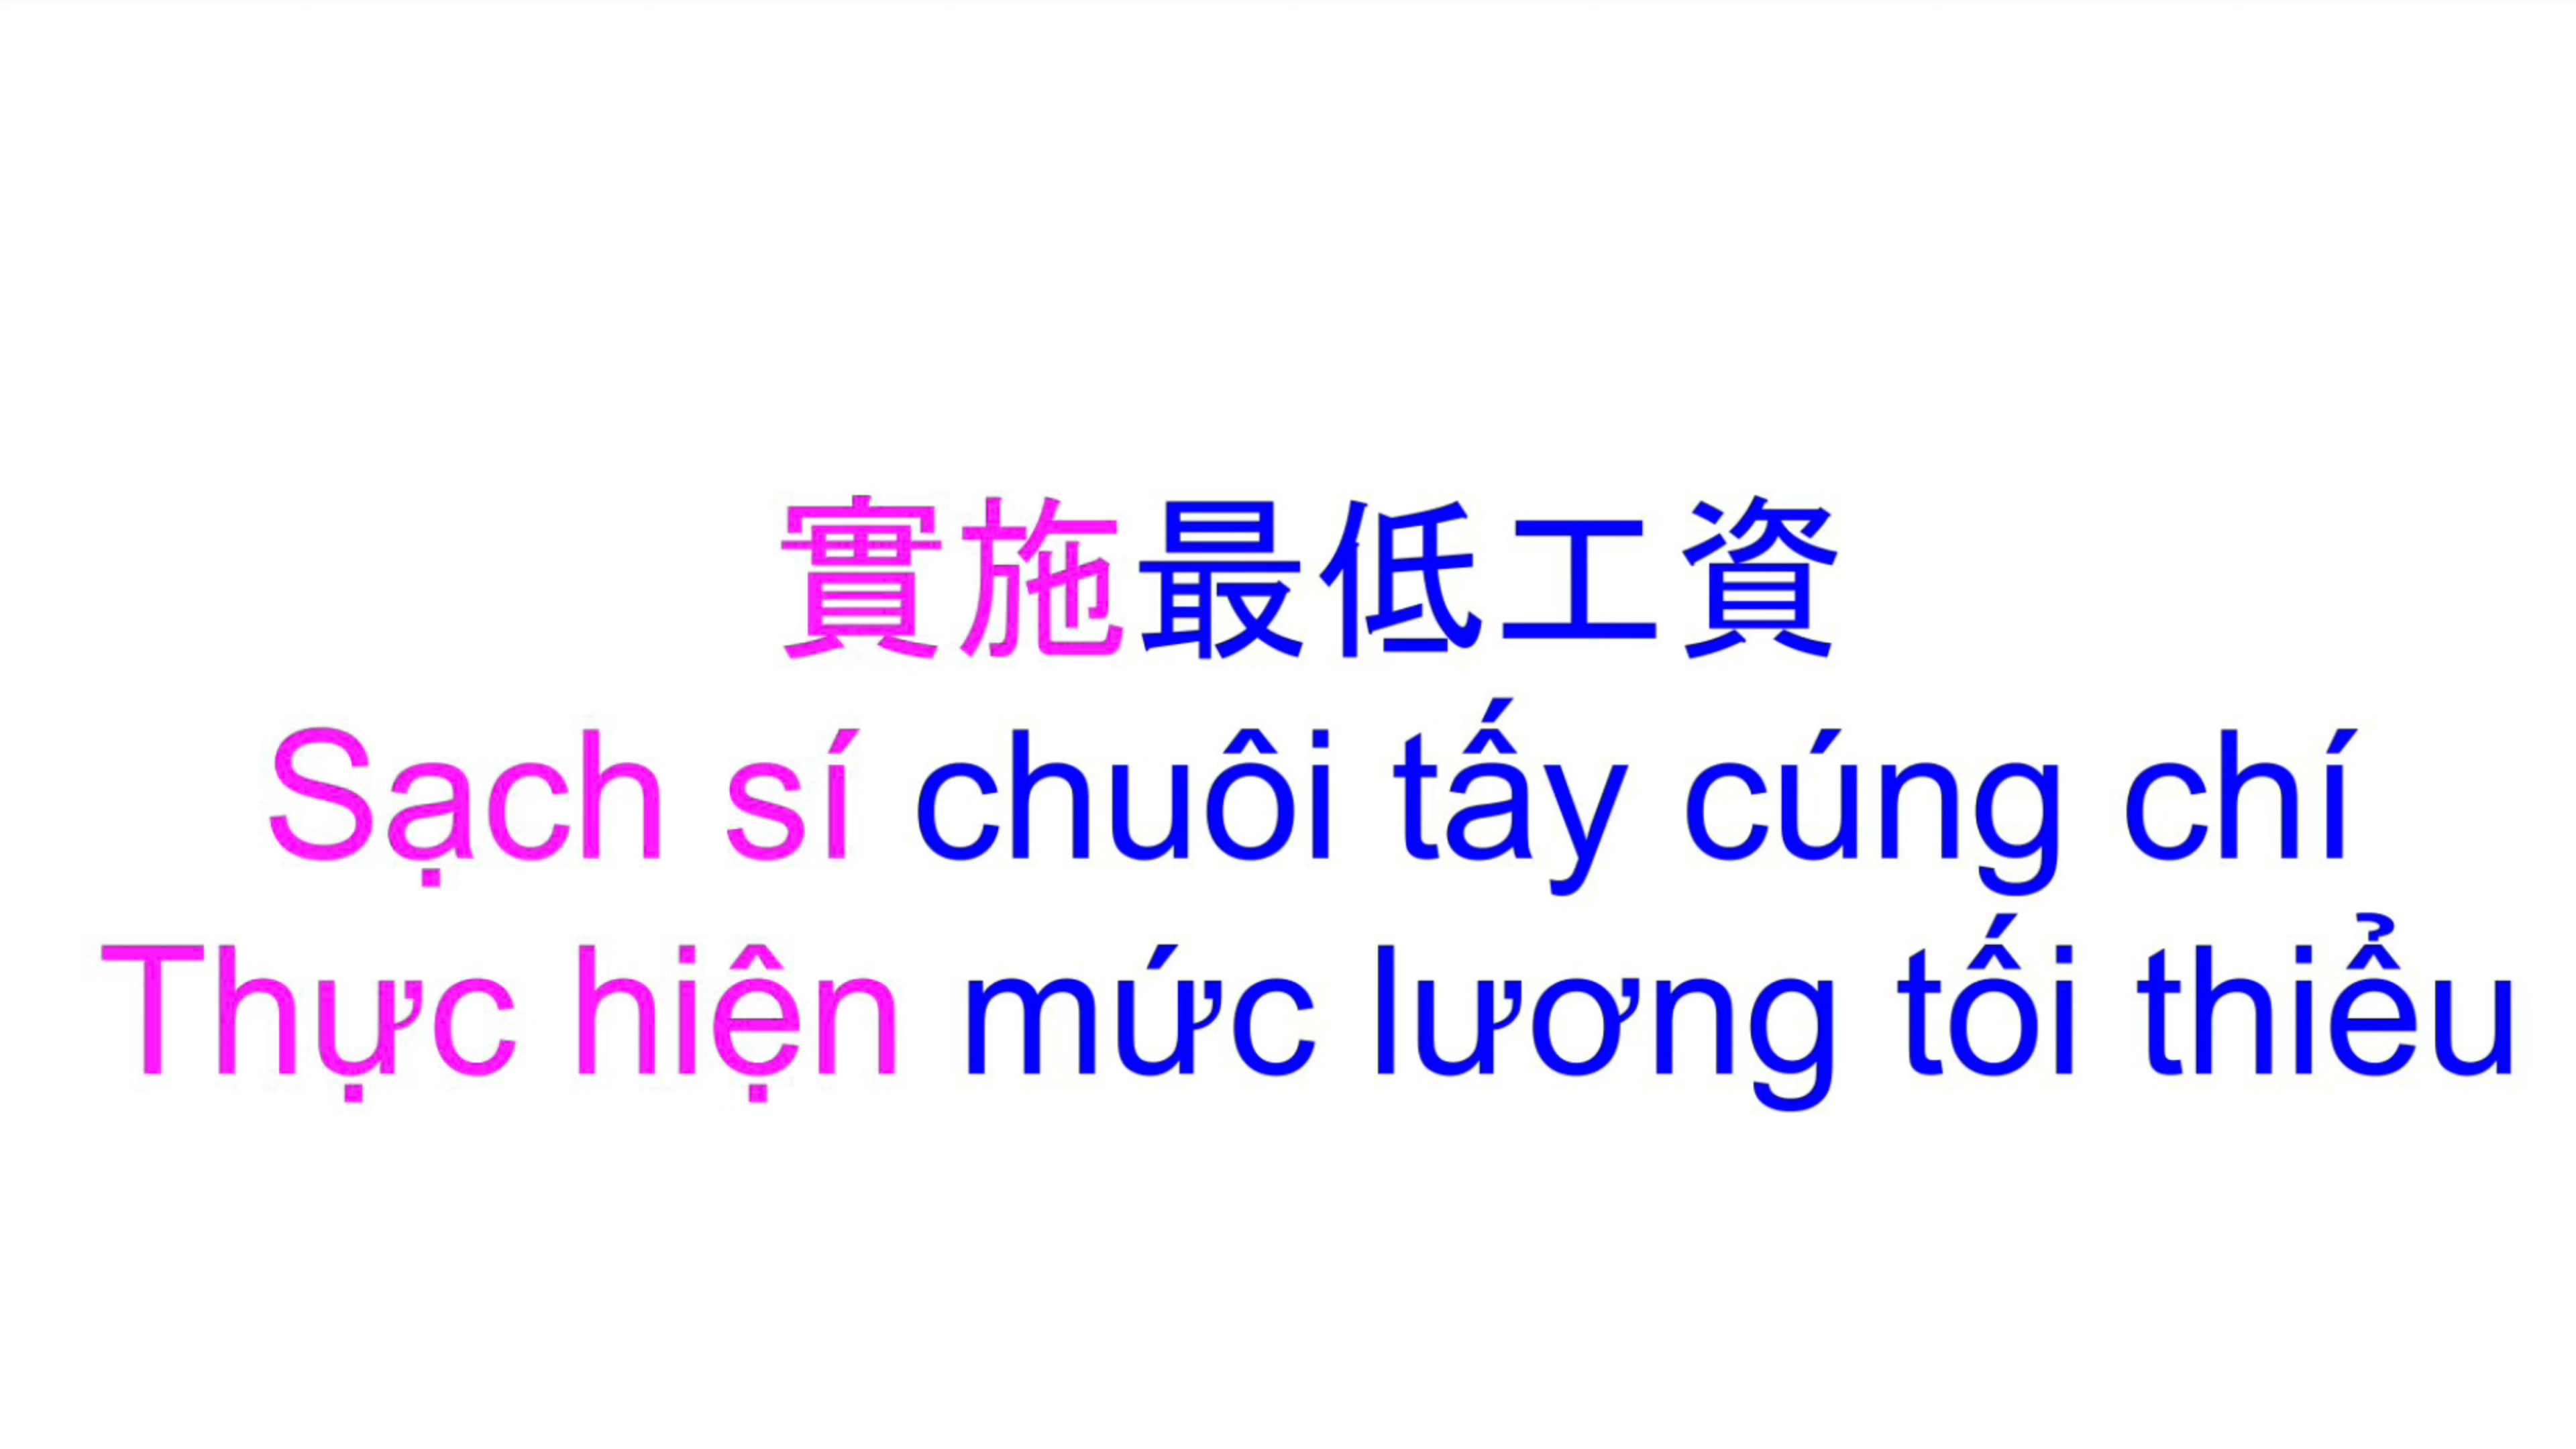 實施最低工資
Sạch sí chuôi tấy cúng chí
Thực hiện mức lương tối thiểu